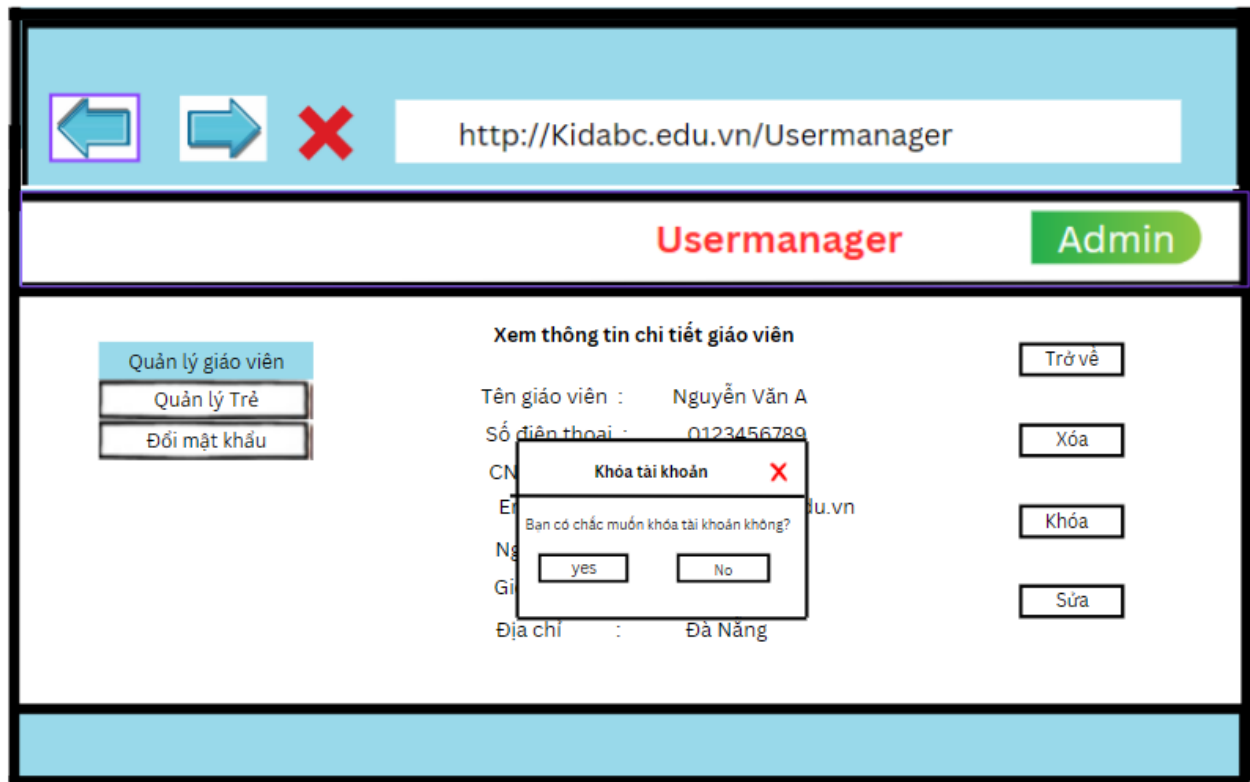 http://Kidabc.edu.vn/Usermanager
Usermanager
Admin
Quản lý giáo viên
Quản lý Trẻ
Đổi mật khẩu
Xem thông tin chi tiết giáo viên
Tên giáo viên : Nguyễn Văn A
Số điện thoại : 0123456789
CN
du.vn
Địa chỉ : Đà Nẵng
Khóa tài khoản
Bạn có chắc muốn khóa tài khoản không?
yes
No
Trở về
Xóa
Khóa
Sửa